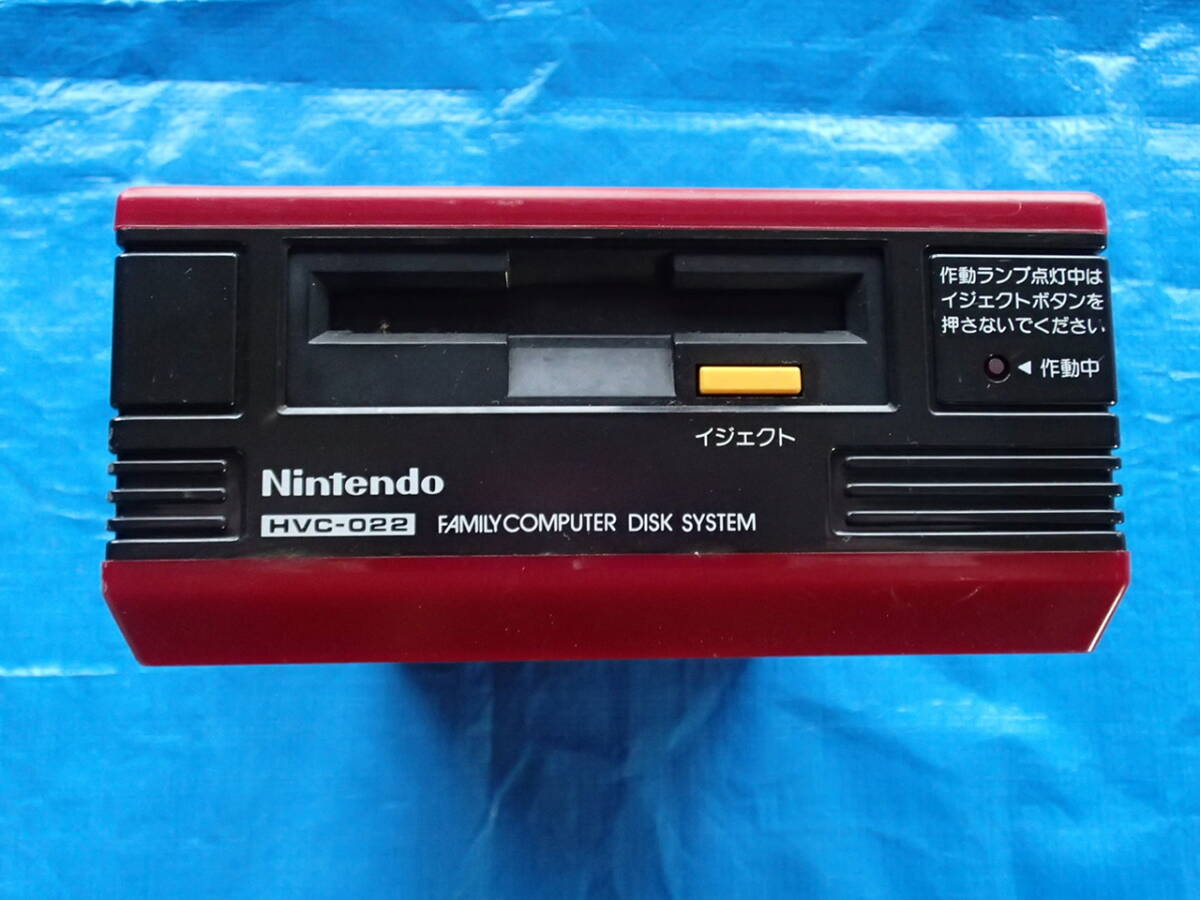 作動ランプ点灯中は
イジェクトボタンを
押さないでください.
◀ 作動中
イジェクト
Nintendo
HVC-022 FAMILY COMPUTER DISK SYSTEM